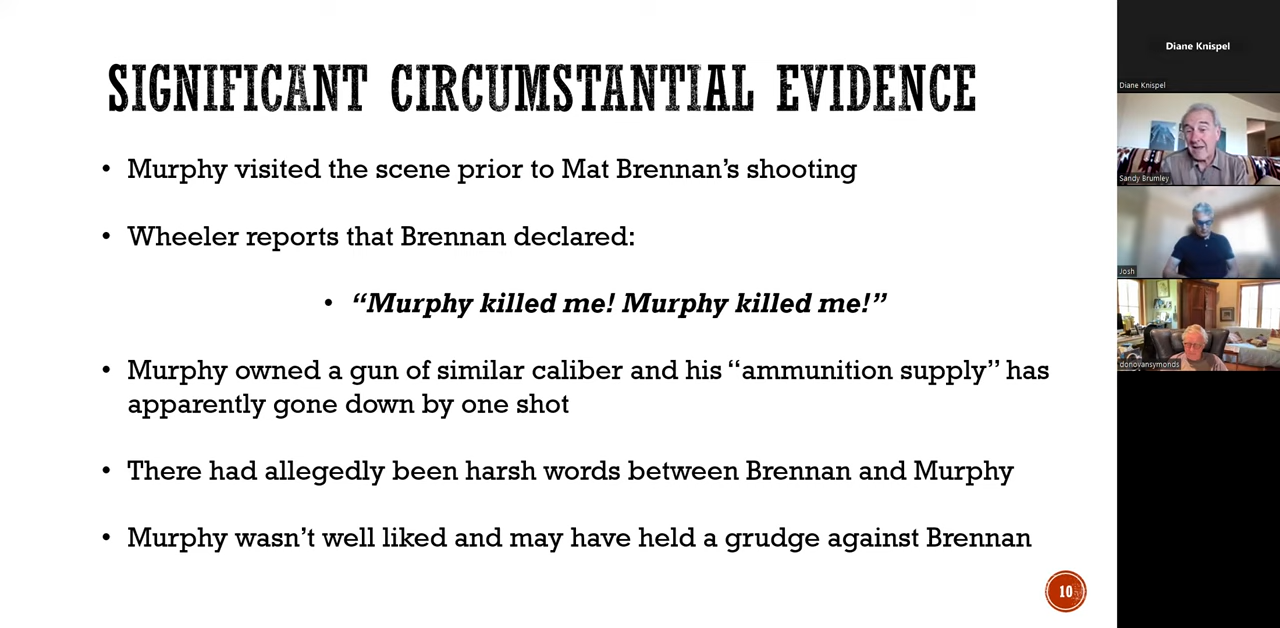 SIGNIFICANT CIRCUMSTANTIAL EVIDENCE
• Murphy visited the scene prior to Mat Brennan’s shooting
• Wheeler reports that Brennan declared:
• “Murphy killed me! Murphy killed me!”
• Murphy owned a gun of similar caliber and his “ammunition supply” has
apparently gone down by one shot
• There had allegedly been harsh words between Brennan and Murphy
• Murphy wasn’t well liked and may have held a grudge against Brennan
10
Diane Knispel
Diane Knispel
Sandy Brumley
Josh
donovansymonds